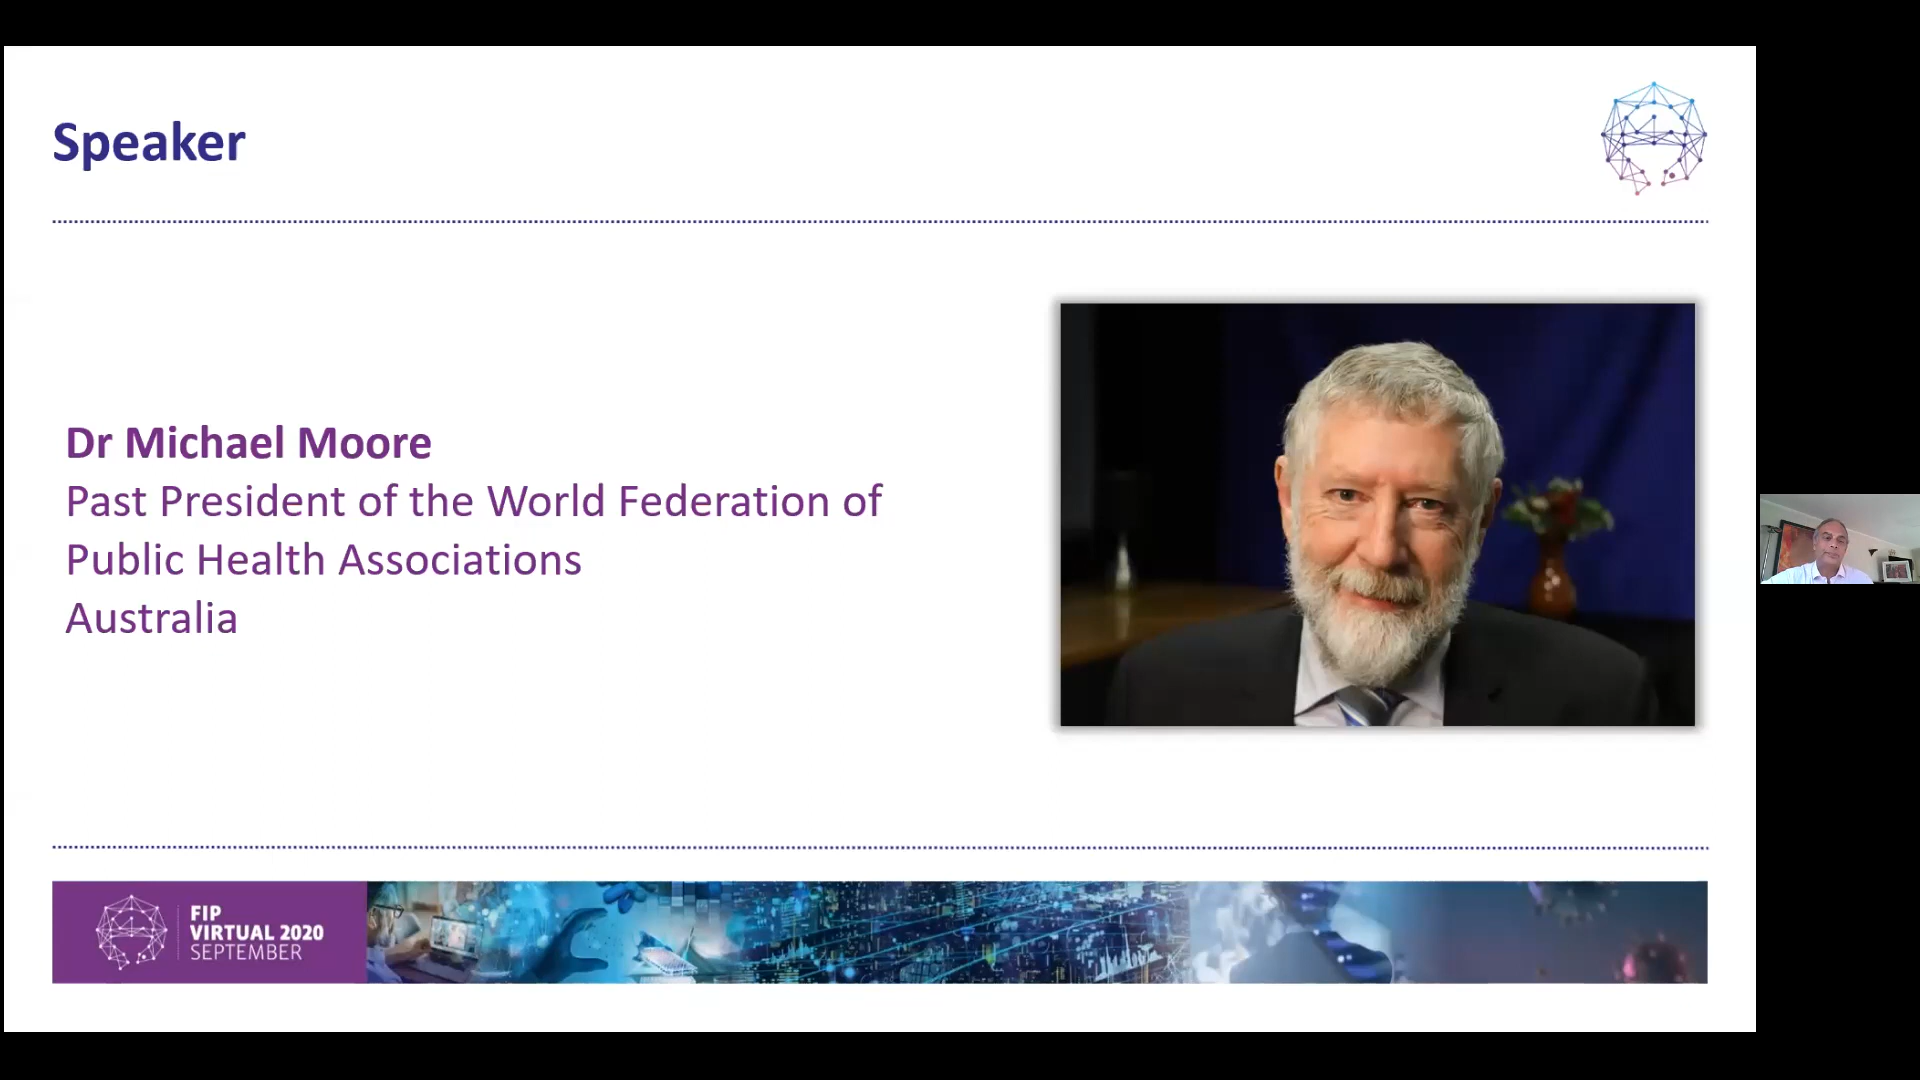 Speaker
Dr Michael Moore
Past President of the World Federation of
Public Health Associations
Australia
FIP
VIRTUAL 2020
SEPTEMBER